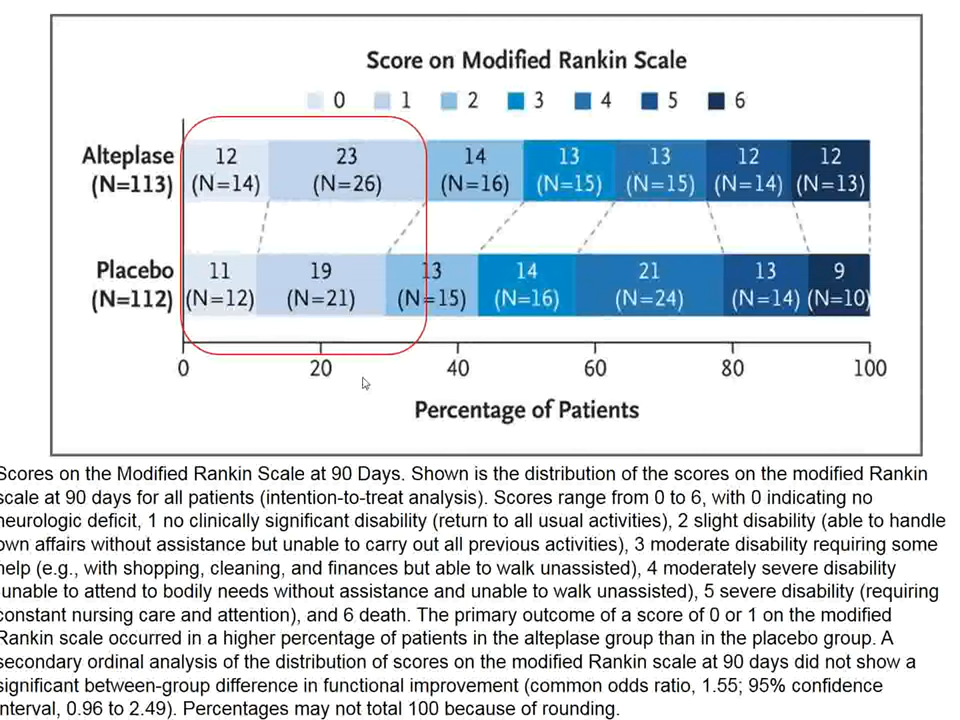 Score on Modified Rankin Scale
0 1 2 3 4 5 6
Alteplase
(N=113)
12 23 14 13 13 12 12
(N=14) (N=26) (N=16) (N=15) (N=15) (N=14) (N=13)
Placebo
(N=112)
11 19 13 14 21 13 9
(N=12) (N=21) (N=15) (N=16) (N=24) (N=14) (N=10)
0 20 40 60 80 100
Percentage of Patients
Scores on the Modified Rankin Scale at 90 Days. Shown is the distribution of the scores on the modified Rankin
scale at 90 days for all patients (intention-to-treat analysis). Scores range from 0 to 6, with 0 indicating no
neurologic deficit, 1 no clinically significant disability (return to all usual activities), 2 slight disability (able to handle
own affairs without assistance but unable to carry out all previous activities), 3 moderate disability requiring some
help (e.g., with shopping, cleaning, and finances but able to walk unassisted), 4 moderately severe disability
unable to attend to bodily needs without assistance and unable to walk unassisted), 5 severe disability (requiring
constant nursing care and attention), and 6 death. The primary outcome of a score of 0 or 1 on the modified
Rankin scale occurred in a higher percentage of patients in the alteplase group than in the placebo group. A
secondary ordinal analysis of the distribution of scores on the modified Rankin scale at 90 days did not show a
significant between-group difference in functional improvement (common odds ratio, 1.55; 95% confidence
interval, 0.96 to 2.49). Percentages may not total 100 because of rounding.